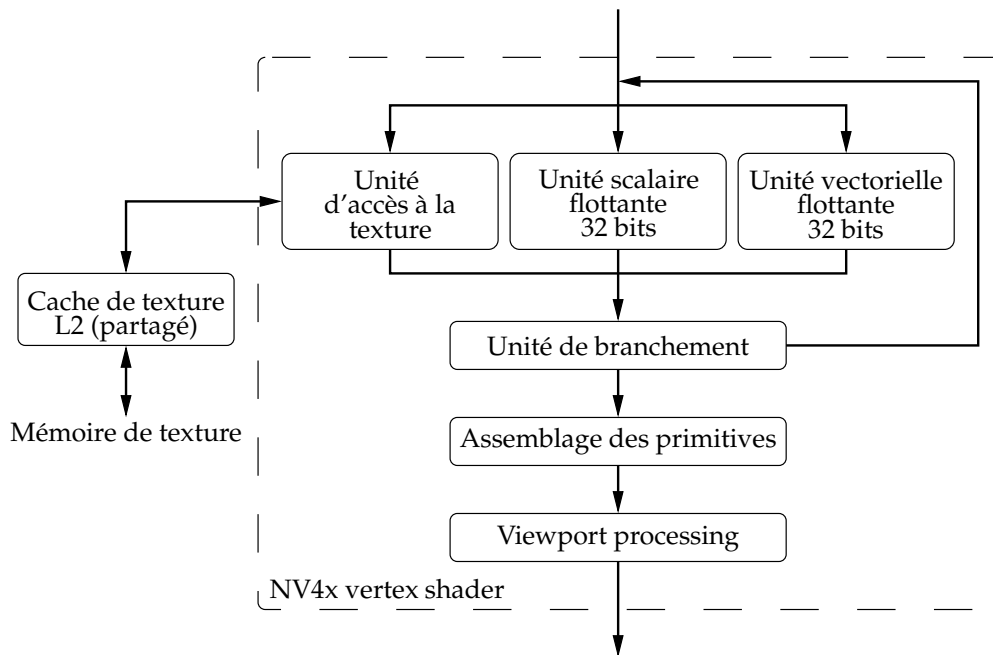 Unité
d'accès à la
texture
Unité scalaire
flottante
32 bits
Unité vectorielle
flottante
32 bits
Cache de texture
L2 (partagé)
Unité de branchement
Mémoire de texture
Assemblage des primitives
Viewport processing
NV4x vertex shader